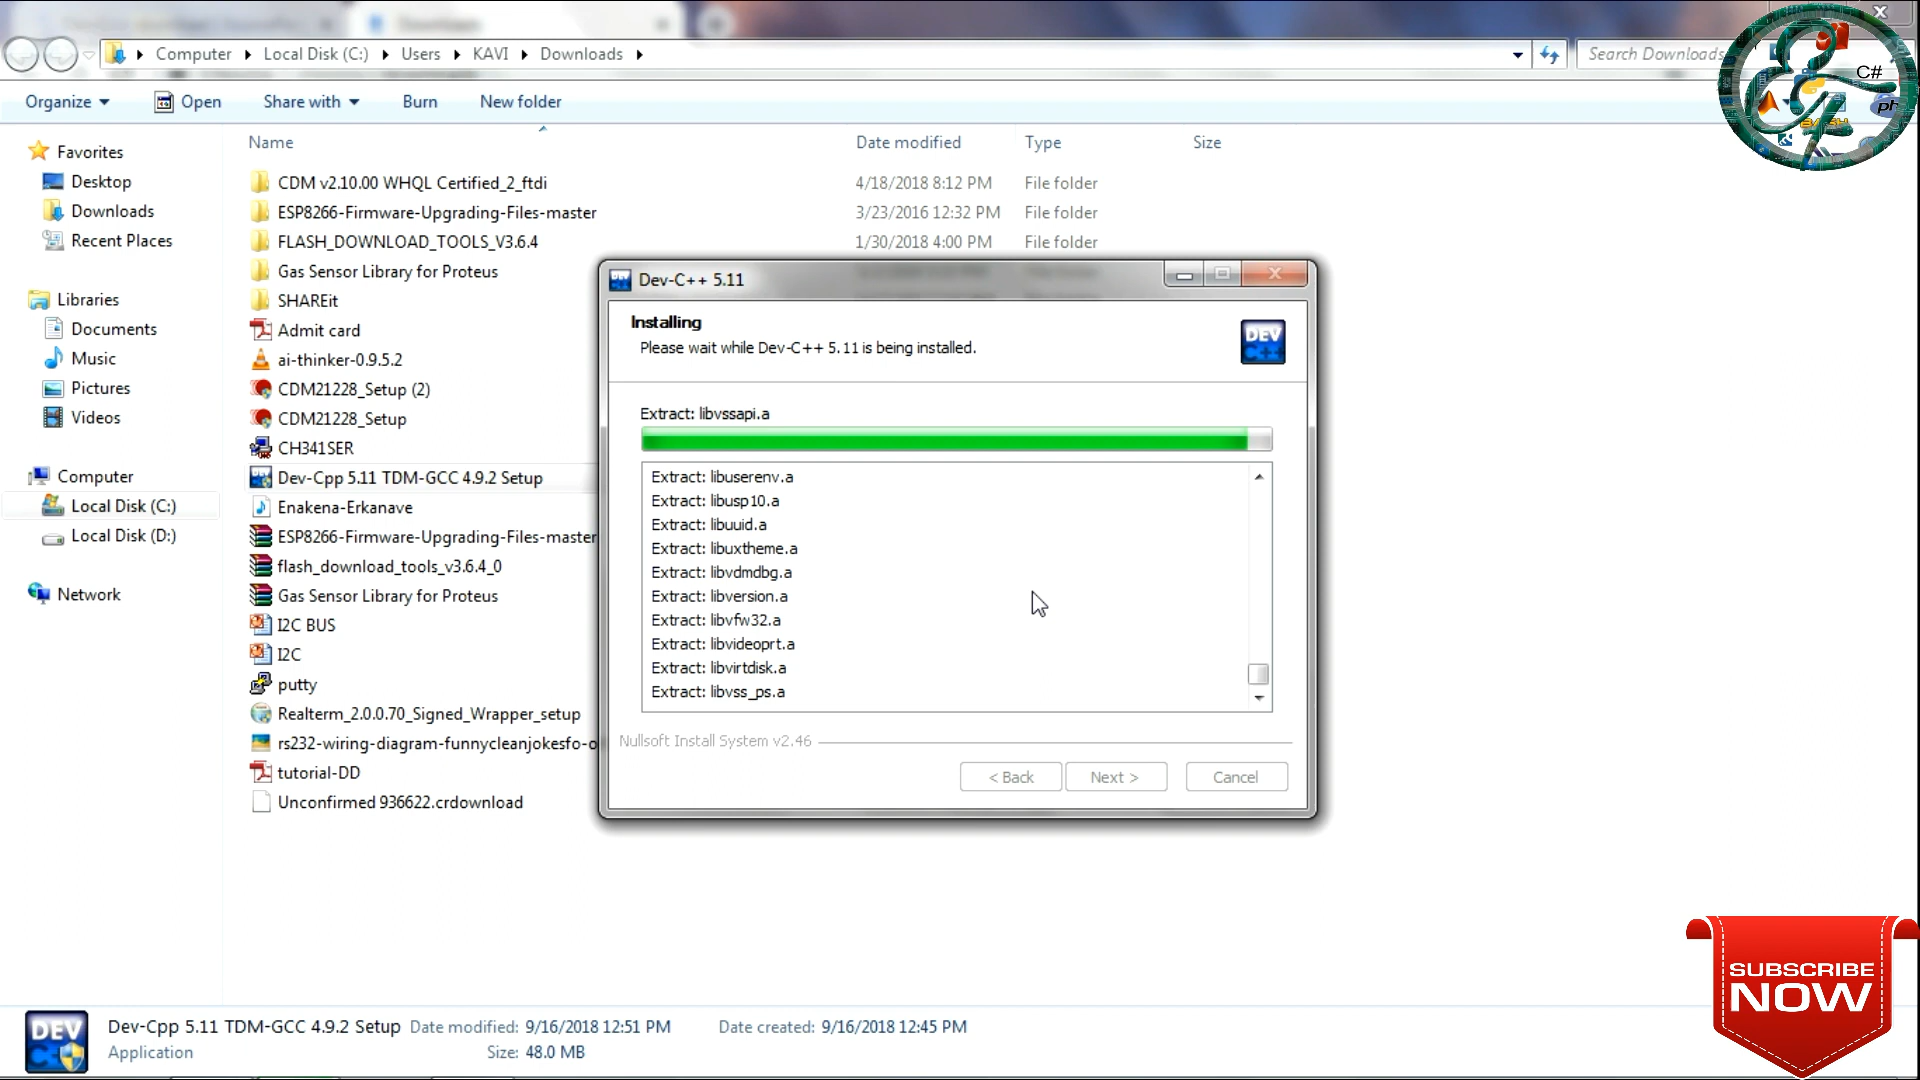 Computer Local Disk (C:) Users KAVI Downloads
Search Downloads
Organize Open Share with Burn New folder
Name Date modified Type Size
Favorites
Desktop
Downloads
Recent Places
Libraries
Documents
Music
Pictures
Videos
Computer
Local Disk (C:)
Local Disk (D:)
Network
CDM v2.10.00 WHQL Certified_2_ftdi 4/18/2018 8:12 PM File folder
ESP8266-Firmware-Upgrading-Files-master 3/23/2016 12:32 PM File folder
FLASH_DOWNLOAD_TOOLS_V3.6.4 1/30/2018 4:00 PM File folder
Gas Sensor Library for Proteus
SHAREit
Admit card
ai-thinker-0.9.5.2
CDM21228_Setup (2)
CDM21228_Setup
CH341SER
Dev-Cpp 5.11 TDM-GCC 4.9.2 Setup
Enakena-Erkanave
ESP8266-Firmware-Upgrading-Files-master
flash_download_tools_v3.6.4_0
Gas Sensor Library for Proteus
I2C BUS
I2C
putty
Realterm_2.0.0.70_Signed_Wrapper_setup
rs232-wiring-diagram-funnycleanjokesfo-o
tutorial-DD
Unconfirmed 936622.crdownload
Dev-C++ 5.11
Installing
Please wait while Dev-C++ 5.11 is being installed.
DEV
C++
Extract: libvssapi.a
Extract: libuserenv.a
Extract: libusp10.a
Extract: libuuid.a
Extract: libuxtheme.a
Extract: libvdmdbg.a
Extract: libversion.a
Extract: libvfw32.a
Extract: libvideoprt.a
Extract: libvirtdisk.a
Extract: libvss_ps.a
Nullsoft Install System v2.46
< Back Next > Cancel
C#
ph
BASH
SUBSCRIBE
NOW
DEV
Dev-Cpp 5.11 TDM-GCC 4.9.2 Setup Date modified: 9/16/2018 12:51 PM Date created: 9/16/2018 12:45 PM
Application Size: 48.0 MB